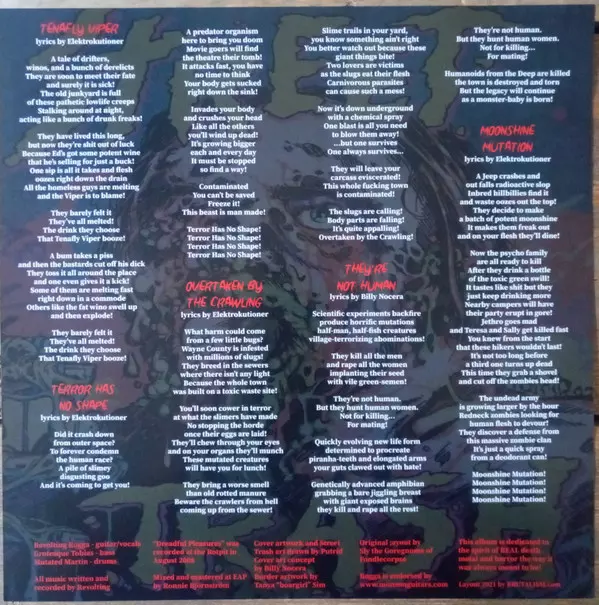 TENAFLY VIPER
lyrics by Elektrokutioner
A tale of drifters,
winos, and a bunch of derelicts
They are soon to meet their fate
and surely it is sick!
The old junkyard is full
of these pathetic lowlife creeps
Stalking around at night,
acting like a bunch of drunk freaks!
They have lived this long,
but now they're shit out of luck
Because Ed's got some potent wine
that he's selling for just a buck!
One sip is all it takes and flesh
oozes right down the drain
All the homeless guys are melting
and the Viper is to blame!
They barely felt it
They've all melted!
The drink they choose
That Tenafly Viper booze!
A bum takes a piss
and then the bastards cut off his dick
They toss it all around the place
and one even gives it a kick!
Some of them are melting fast
right down in a commode
Others like the fat wino swell up
and then explode!
They barely felt it
They've all melted!
The drink they choose
That Tenafly Viper booze!
TERROR HAS
NO SHAPE
lyrics by Elektrokutioner
Did it crash down
from outer space?
To forever condemn
the human race?
A pile of slimey
disgusting goo
And it's coming to get you!
A predator organism
here to bring you doom
Movie goers will find
the theatre their tomb!
It attacks fast, you have
no time to think
Your body gets sucked
right down the sink!
Invades your body
and crushes your head
Like all the others
you'll wind up dead!
It's growing bigger
each and every day
It must be stopped
so find a way!
Contaminated
You can't be saved
Freeze it!
This beast is man made!
Terror Has No Shape!
Terror Has No Shape!
Terror Has No Shape!
OVERTAKEN BY
THE CRAWLING
lyrics by Elektrokutioner
What harm could come
from a few little bugs?
Wayne County is infested
with millions of slugs!
They breed in the sewers
where there isn't any light
Because the whole town
was built on a toxic waste site!
You'll soon cover in terror
at what the slimers have made
No stopping the horde
once their eggs are laid!
They'll chew through your eyes
and on your organs they'll munch
These mutated creatures
will have you for lunch!
They bring a worse smell
than old rotted manure
Beware the crawlers from hell
coming up from the sewer!
Slime trails in your yard,
you know something ain't right
You better watch out because these
giant things bite!
Two lovers are victims
as the slugs eat their flesh
Carnivorous parasites
can cause such a mess!
Now it's down underground
with a chemical spray
One blast is all you need
to blow them away!
...but one survives
One always survives...
They will leave your
carcass eviscerated!
This whole fucking town
is contaminated!
The slugs are calling!
Body parts are falling!
It's quite appalling!
Overtaken by the Crawling!
THEY'RE
NOT HUMAN
lyrics by Billy Nocera
Scientific experiments backfire
produce horrific mutations
half-man, half-fish creatures
village-terrorizing abominations!
They kill all the men
and rape all the women
implanting their seed
with vile green-semen!
They're not human.
But they hunt human women.
Not for killing...
For mating!
Quickly evolving new life form
determined to procreate
piranha-teeth and elongated arms
your guts clawed out with hate!
Genetically advanced amphibian
grabbing a bare jiggling breast
with giant exposed brains
they kill and rape all the rest!
They're not human.
But they hunt human women.
Not for killing...
For mating!
Humanoids from the Deep are killed
the town is destroyed and torn
But the legacy will continue
as a monster-baby is born!
MOONSHINE
MUTATION
lyrics by Elektrokutioner
A Jeep crashes and
out falls radioactive slop
Inbred hillbillies find it
and waste oozes out the top!
They decide to make
a batch of potent moonshine
It makes them freak out
and on your flesh they'll dine!
Now the psycho family
are all ready to kill
After they drink a bottle
of the toxic green swill!
It tastes like shit but they
just keep drinking more
Nearby campers will have
their party erupt in gore!
Jethro goes mad
and Teresa and Sally get killed fast
You knew from the start
that these hikers wouldn't last!
It's not too long before
a third one turns up dead
This time they grab a shovel
and cut off the zombies head!
The undead army
is growing larger by the hour
Redneck zombies looking for
human flesh to devour!
They discover a defense from
this massive zombie clan
It's just a quick spray
from a deodorant can!
Moonshine Mutation!
Moonshine Mutation!
Moonshine Mutation!
Moonshine Mutation!
Revolting Rogga - guitar/vocals
Grotesque Tobias - bass
Mutated Martin - drums
All music written and
recorded by Revolting
"Dreadful Pleasures" was
recorded at the Rotpit in
August 2008
Mixed and mastered at EAP
by Ronnie Björnström
Cover artwork and Street
Trash art drawn by Putrid
Cover art concept
by Billy Nocera
Border artwork by
Tanya "boargirl"
Original layout by
Sly the Goregnomes of
Fondlecorpse
Rogga is endorsed by
www.moennnguitars.com
This album is dedicated to
the spirit of REAL death
metal and horror the way it
was always meant to be!
Layout 2021 by